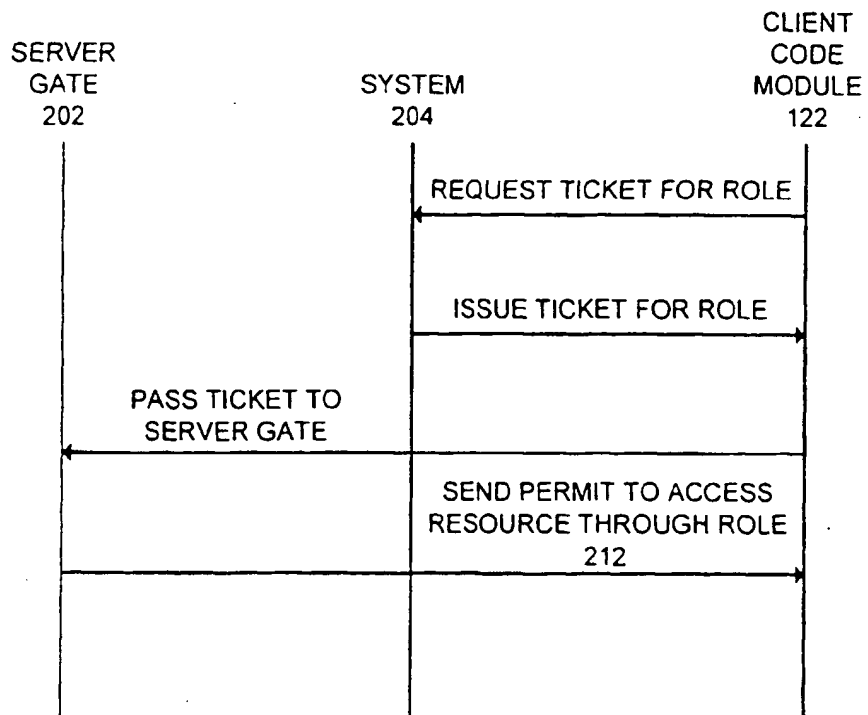 SERVER
GATE
202
SYSTEM
204
CLIENT
CODE
MODULE
122
REQUEST TICKET FOR ROLE
ISSUE TICKET FOR ROLE
PASS TICKET TO
SERVER GATE
SEND PERMIT TO ACCESS
RESOURCE THROUGH ROLE
212